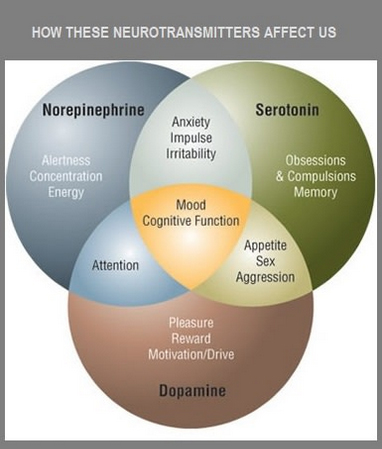 HOW THESE NEUROTRANSMITTERS AFFECT US
Norepinephrine
Serotonin
Anxiety
Impulse
Irritability
Alertness
Concentration
Energy
Obsessions
& Compulsions
Memory
Mood
Cognitive Function
Attention
Appetite
Sex
Aggression
Pleasure
Reward
Motivation/Drive
Dopamine